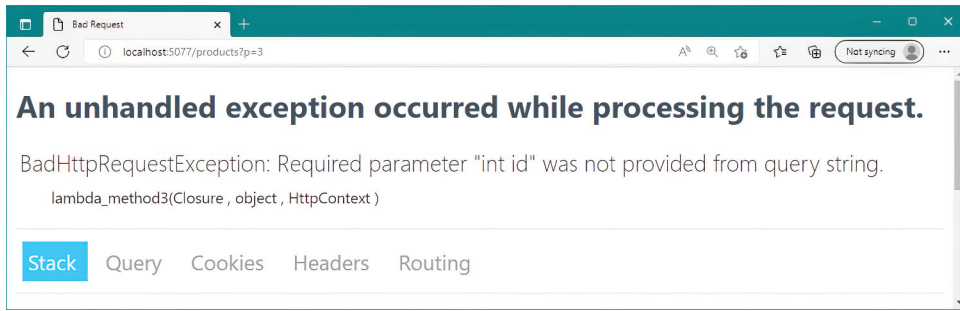 Bad Request
localhost:5077/products?p=3
Not syncing
An unhandled exception occurred while processing the request.
BadHttpRequestException: Required parameter "int id" was not provided from query string.
lambda_method3(Closure , object , HttpContext )
Stack Query Cookies Headers Routing